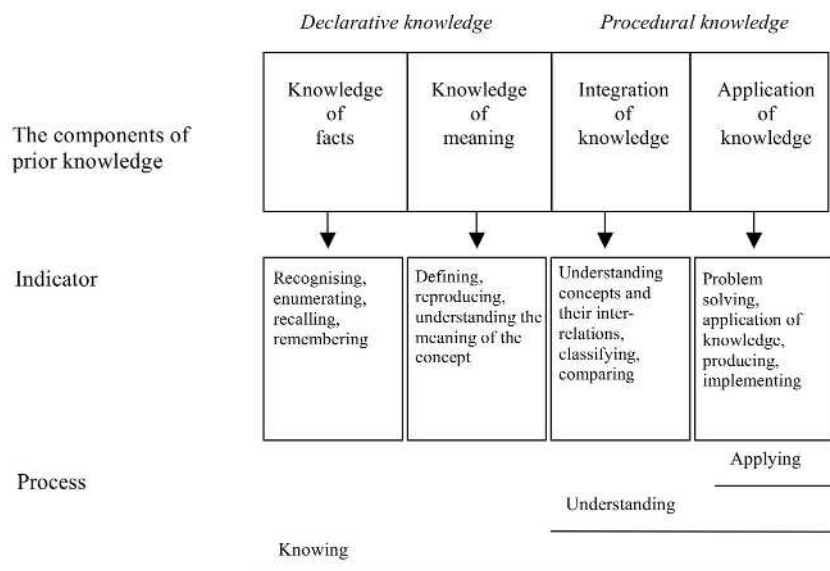 Declarative knowledge
Procedural knowledge
The components of
prior knowledge
Knowledge
of
facts
Knowledge
of
meaning
Integration
of
knowledge
Application
of
knowledge
Indicator
Recognising,
enumerating,
recalling,
remembering
Defining,
reproducing,
understanding the
meaning of the
concept
Understanding
concepts and
their inter-
relations,
classifying,
comparing
Problem
solving,
application of
knowledge,
producing,
implementing
Process
Applying
Understanding
Knowing